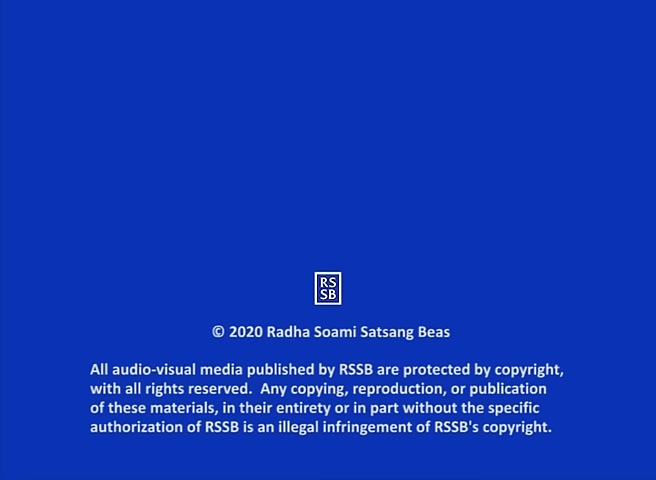 RS
SB
© 2020 Radha Soami Satsang Beas
All audio-visual media published by RSSB are protected by copyright,
with all rights reserved.  Any copying, reproduction, or publication
of these materials, in their entirety or in part without the specific
authorization of RSSB is an illegal infringement of RSSB's copyright.